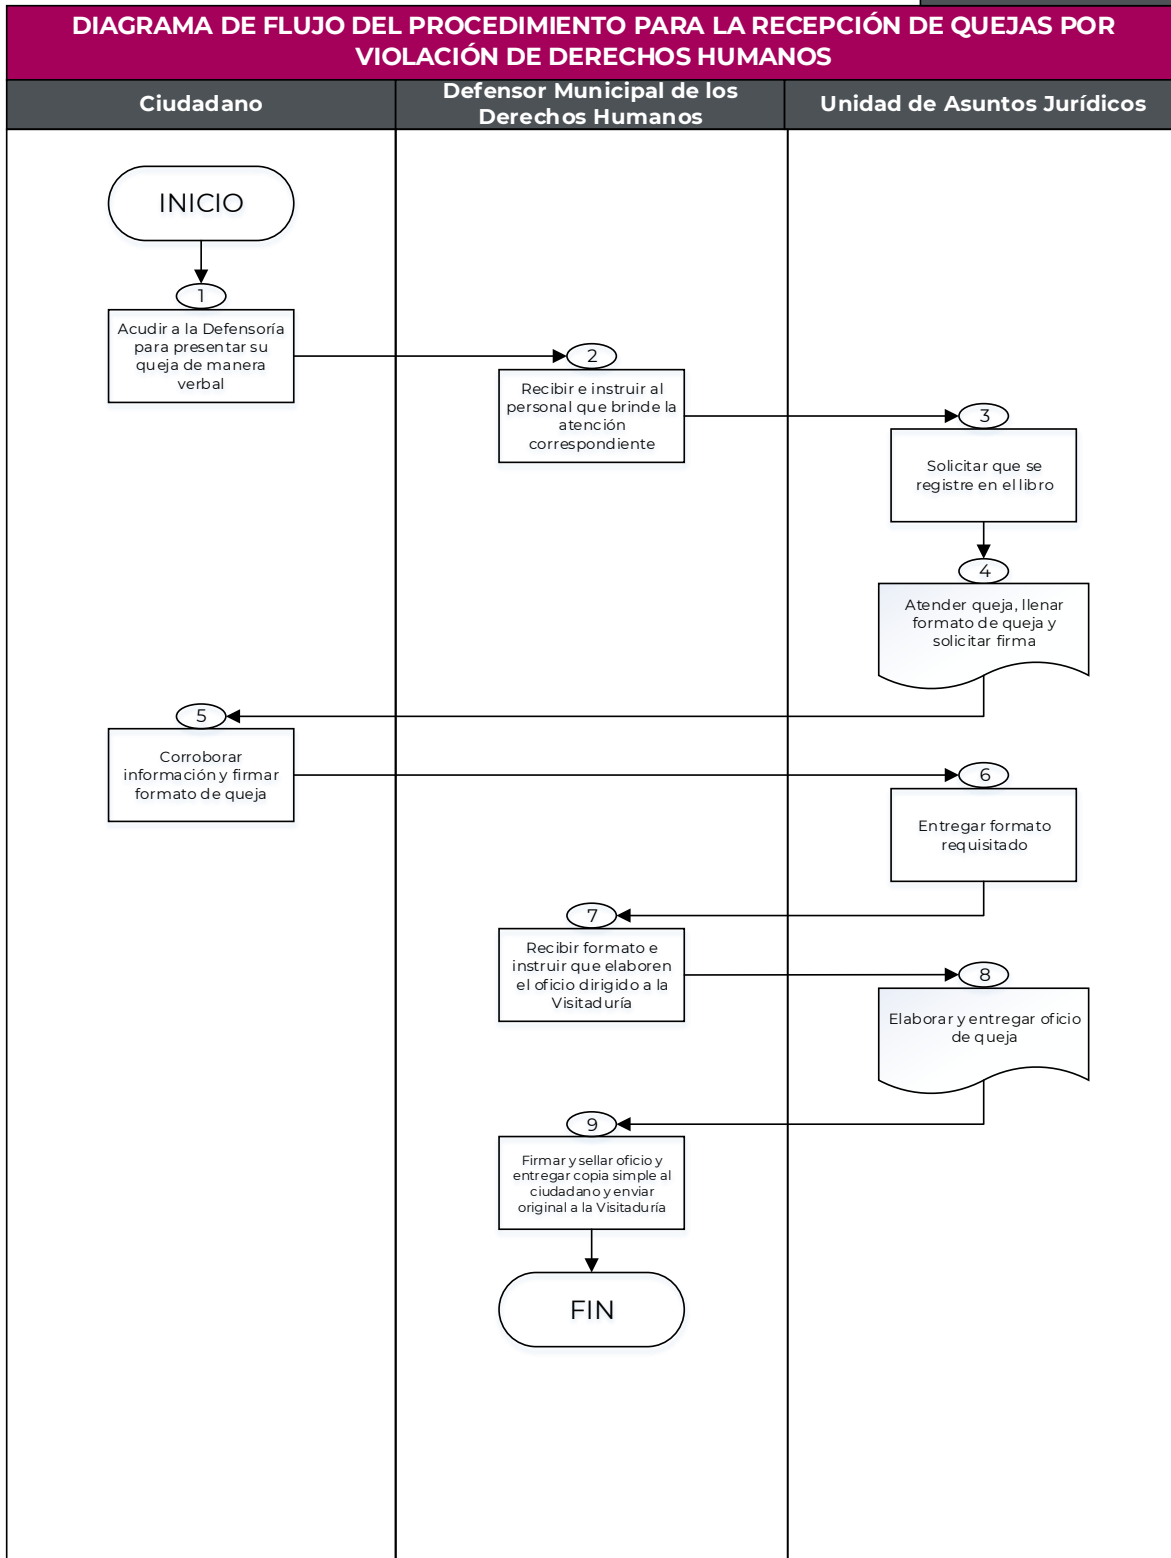 DIAGRAMA DE FLUJO DEL PROCEDIMIENTO PARA LA RECEPCIÓN DE QUEJAS POR
VIOLACIÓN DE DERECHOS HUMANOS
Ciudadano
Defensor Municipal de los
Derechos Humanos
Unidad de Asuntos Jurídicos
INICIO
1
Acudir a la Defensoría
para presentar su
queja de manera
verbal
2
Recibir e instruir al
personal que brinde la
atención
correspondiente
3
Solicitar que se
registre en el libro
4
Atender queja, llenar
formato de queja y
solicitar firma
5
Corroborar
información y firmar
formato de queja
6
Entregar formato
requisitado
7
Recibir formato e
instruir que elaboren
el oficio dirigido a la
Visitaduría
8
Elaborar y entregar oficio
de queja
9
Firmar y sellar oficio y
entregar copia simple al
ciudadano y enviar
original a la Visitaduría
FIN